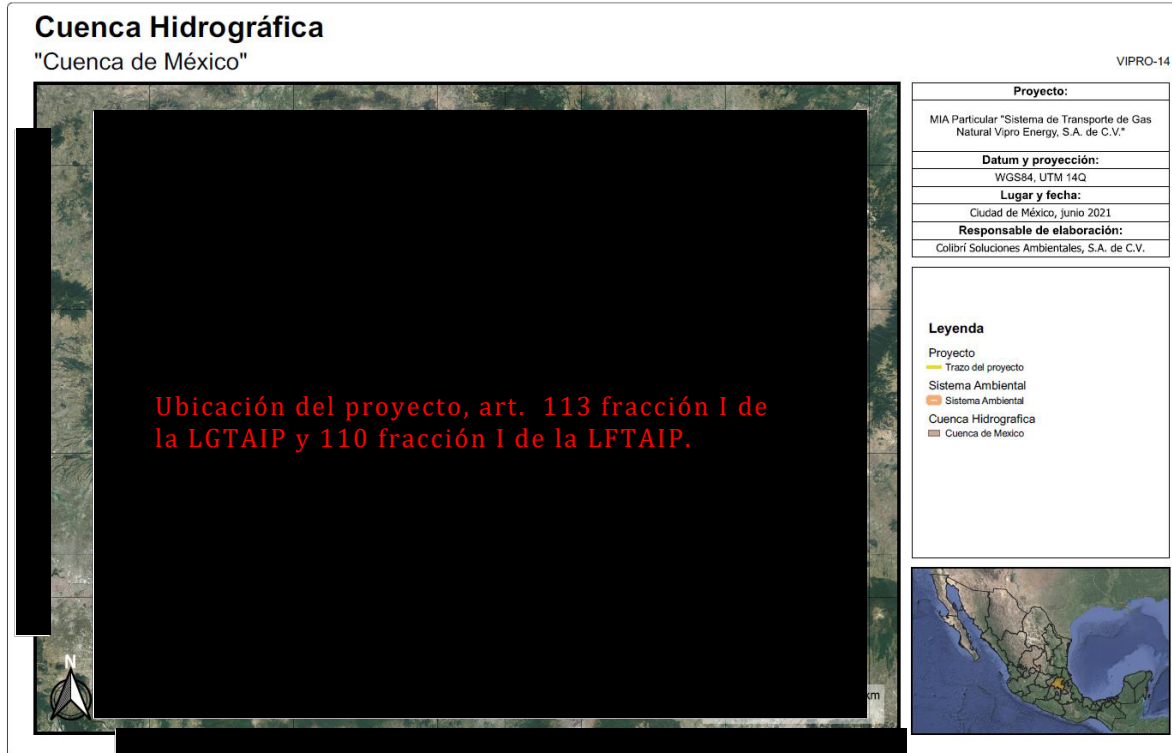 Cuenca Hidrográfica
"Cuenca de México"
VIPRO-14
Proyecto:
MIA Particular "Sistema de Transporte de Gas
Natural Vipro Energy, S.A. de C.V."
Datum y proyección:
WGS84, UTM 14Q
Lugar y fecha:
Ciudad de México, junio 2021
Responsable de elaboración:
Colibrí Soluciones Ambientales, S.A. de C.V.
Ubicación del proyecto, art. 113 fracción I de
la LGTAIP y 110 fracción I de la LFTAIP.
Leyenda
Proyecto
Trazo del proyecto
Sistema Ambiental
Sistema Ambiental
Cuenca Hidrografica
Cuenca de Mexico
N
km